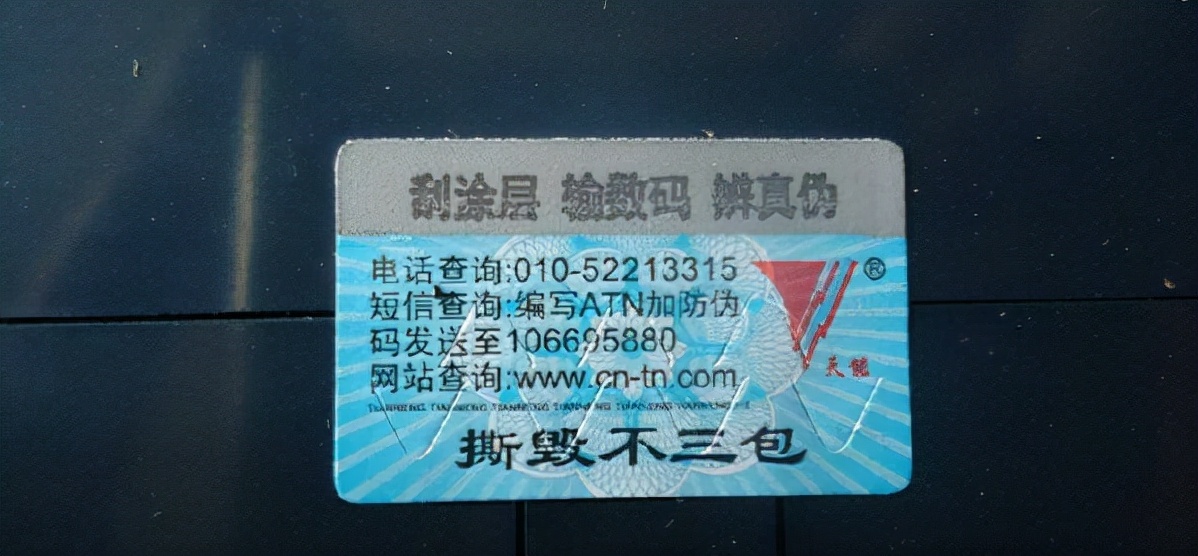 刮涂层 输数码 辨真伪
电话查询:010-52213315
短信查询:编写ATN加防伪
码发送至106695880
网站查询:www.cn-tn.com
®
天能
撕毁不三包